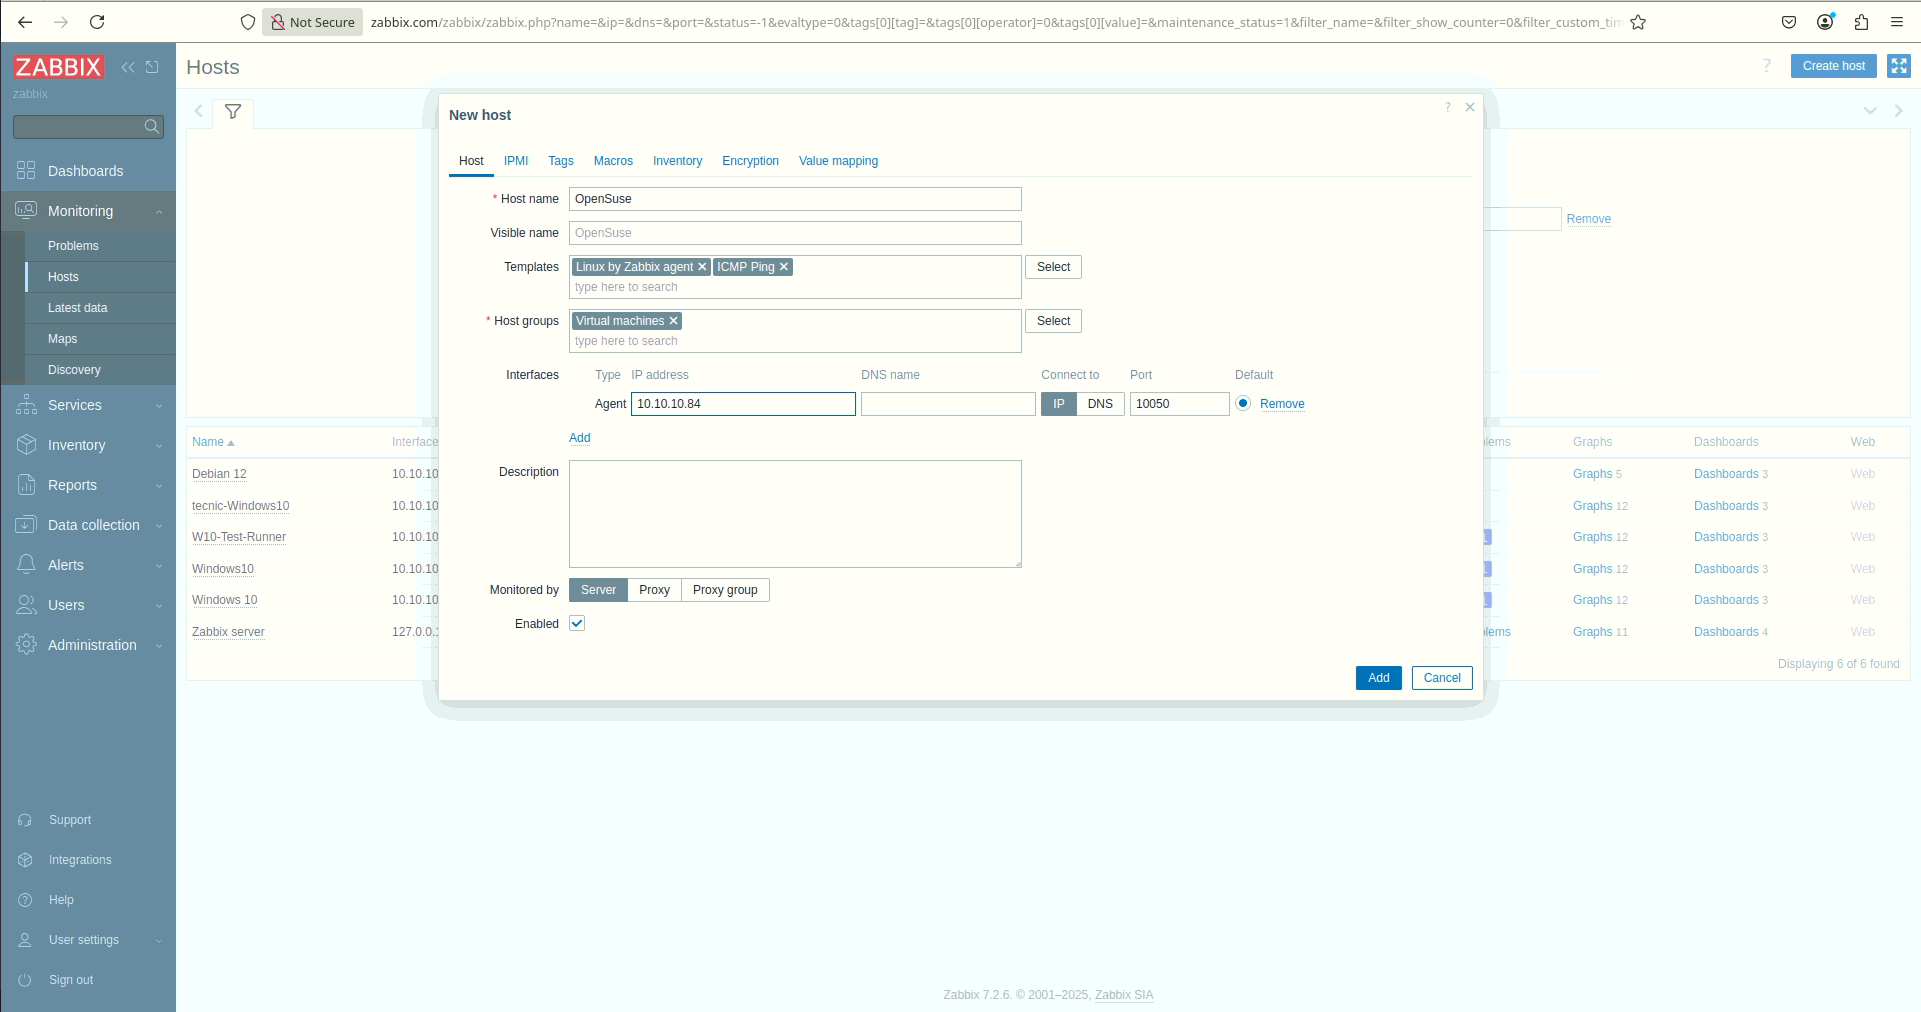 Not Secure
zabbix.com/zabbix/zabbix.php?name=&ip=&dns=&port=&status=-1&evaltype=0&tags[0][tag]=&tags[0][operator]=0&tags[0][value]=&maintenance_status=1&filter_name=&filter_show_counter=0&filter_custom_tim
ZABBIX
zabbix
Dashboards
Monitoring
Problems
Hosts
Latest data
Maps
Discovery
Services
Inventory
Reports
Data collection
Alerts
Users
Administration
Support
Integrations
Help
User settings
Sign out
Hosts
? Create host
New host
?
Host IPMI Tags Macros Inventory Encryption Value mapping
* Host name OpenSuse
Visible name OpenSuse
Templates Linux by Zabbix agent ICMP Ping Select
type here to search
* Host groups Virtual machines Select
type here to search
Interfaces Type IP address DNS name Connect to Port Default
Agent 10.10.10.84 IP DNS 10050 Remove
Add
Description
Monitored by Server Proxy Proxy group
Enabled
Add Cancel
Remove
Name Interface Graphs Dashboards Web
Debian 12 10.10.10 Graphs 5 Dashboards 3 Web
tecnic-Windows10 10.10.10 Graphs 12 Dashboards 3 Web
W10-Test-Runner 10.10.10 Graphs 12 Dashboards 3 Web
Windows10 10.10.10 Graphs 12 Dashboards 3 Web
Windows 10 10.10.10 Graphs 12 Dashboards 3 Web
Zabbix server 127.0.0. Graphs 11 Dashboards 4 Web
Displaying 6 of 6 found
Zabbix 7.2.6. © 2001–2025, Zabbix SIA